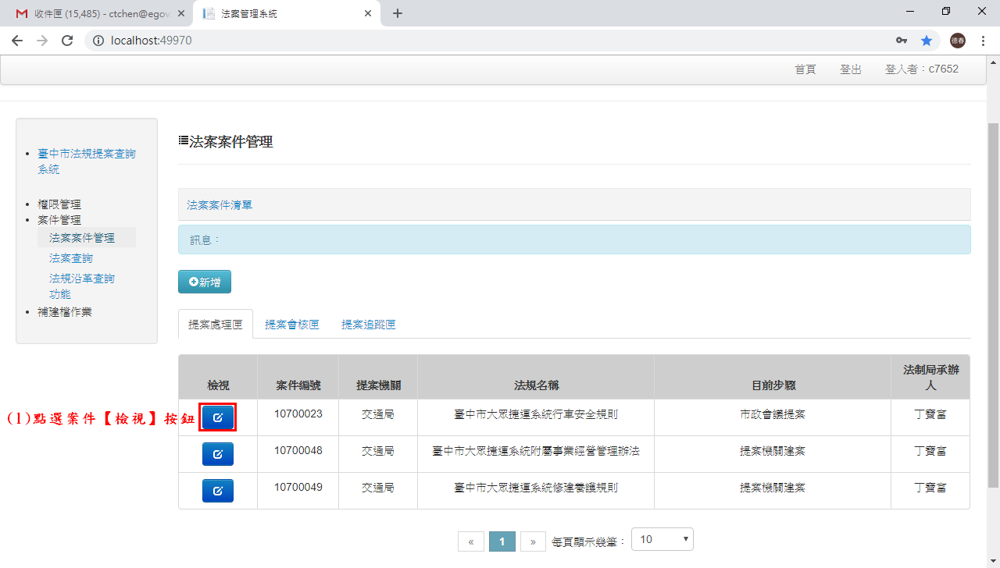 收件匣 (15,485) - ctchen@egov
法案管理系統
localhost:49970
德春
首頁 登出 登入者：c7652
臺中市法規提案查詢
系統
權限管理
案件管理
法案案件管理
法案查詢
法規沿革查詢
功能
補建檔作業
法案案件管理
法案案件清單
訊息：
新增
提案處理匣 提案會核匣 提案追蹤匣
檢視 案件編號 提案機關 法規名稱 目前步驟 法制局承辦
人
(1)點選案件【檢視】按鈕
10700023 交通局 臺中市大眾捷運系統行車安全規則 市政會議提案 丁寶富
10700048 交通局 臺中市大眾捷運系統附屬事業經營管理辦法 提案機關建案 丁寶富
10700049 交通局 臺中市大眾捷運系統修建養護規則 提案機關建案 丁寶富
« 1 » 每頁顯示幾筆： 10